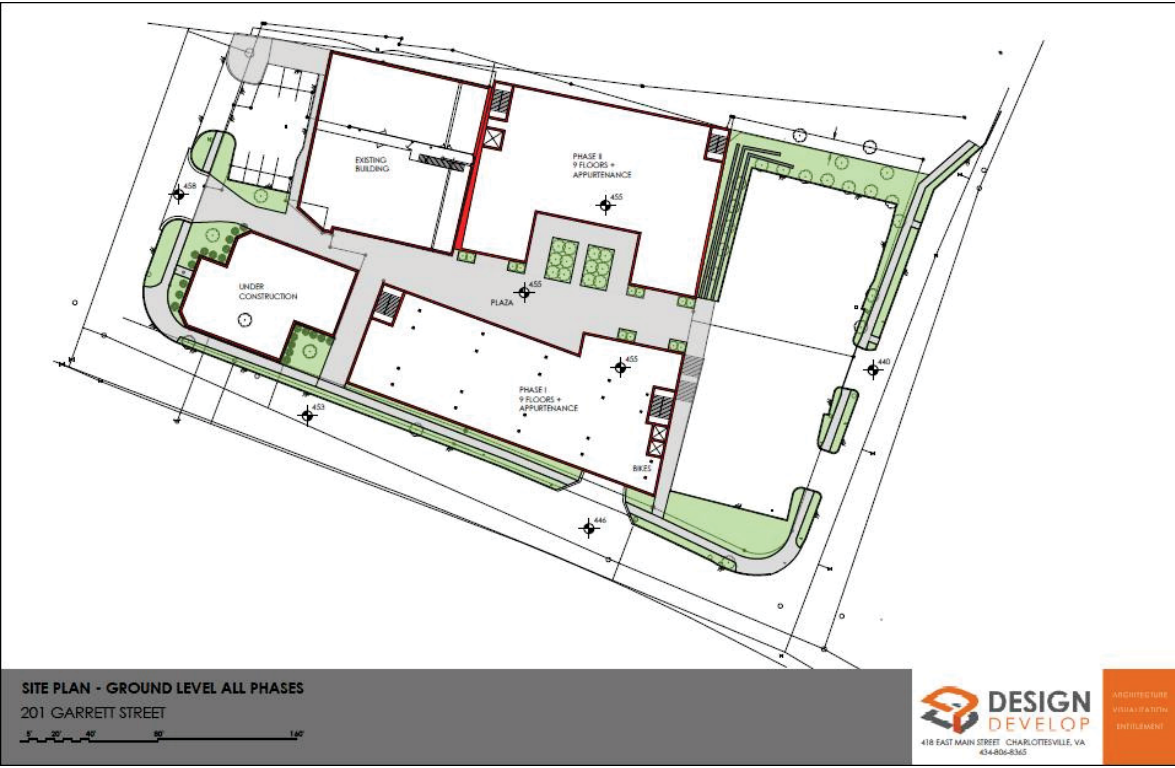 458
EXISTING
BUILDING
PHASE II
9 FLOORS +
APPURTENANCE
455
UNDER
CONSTRUCTION
455
PLAZA
455
440
PHASE I
9 FLOORS +
APPURTENANCE
453
BIKES
446
SITE PLAN - GROUND LEVEL ALL PHASES
201 GARRETT STREET
5' 20' 40' 80' 160'
DESIGN
DEVELOP
418 EAST MAIN STREET CHARLOTTESVILLE, VA
434-806-8365
ARCHITECTURE
VISUALIZATION
ENTITLEMENT